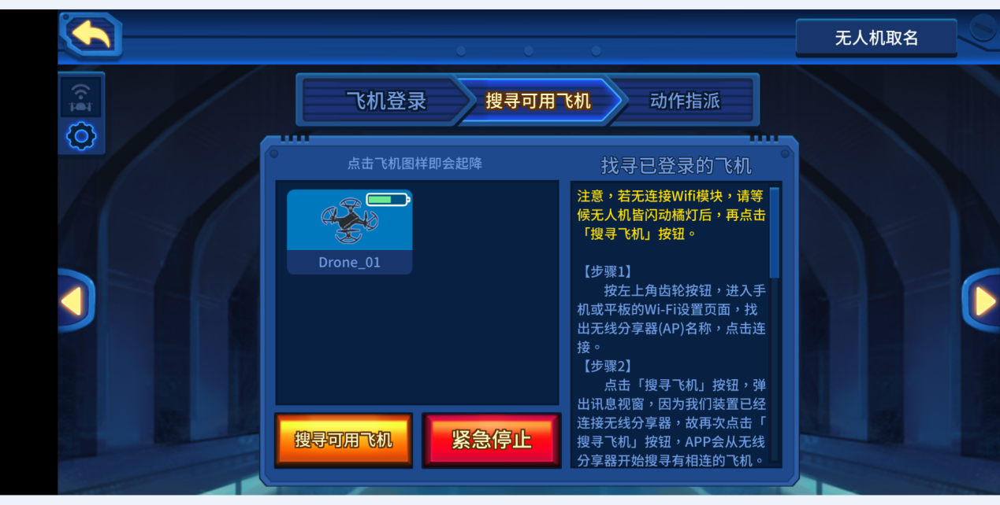 无人机取名
飞机登录
搜寻可用飞机
动作指派
点击飞机图样即会起降
Drone_01
搜寻可用飞机
紧急停止
找寻已登录的飞机
注意，若无连接Wifi模块，请等
候无人机皆闪动橘灯后，再点击
「搜寻飞机」按钮。
【步骤1】
按左上角齿轮按钮，进入手
机或平板的Wi-Fi设置页面，找
出无线分享器(AP)名称，点击连
接。
【步骤2】
点击「搜寻飞机」按钮，弹
出讯息视窗，因为我们装置已经
连接无线分享器，故再次点击「
搜寻飞机」按钮，APP会从无线
分享器开始搜寻有相连的飞机。